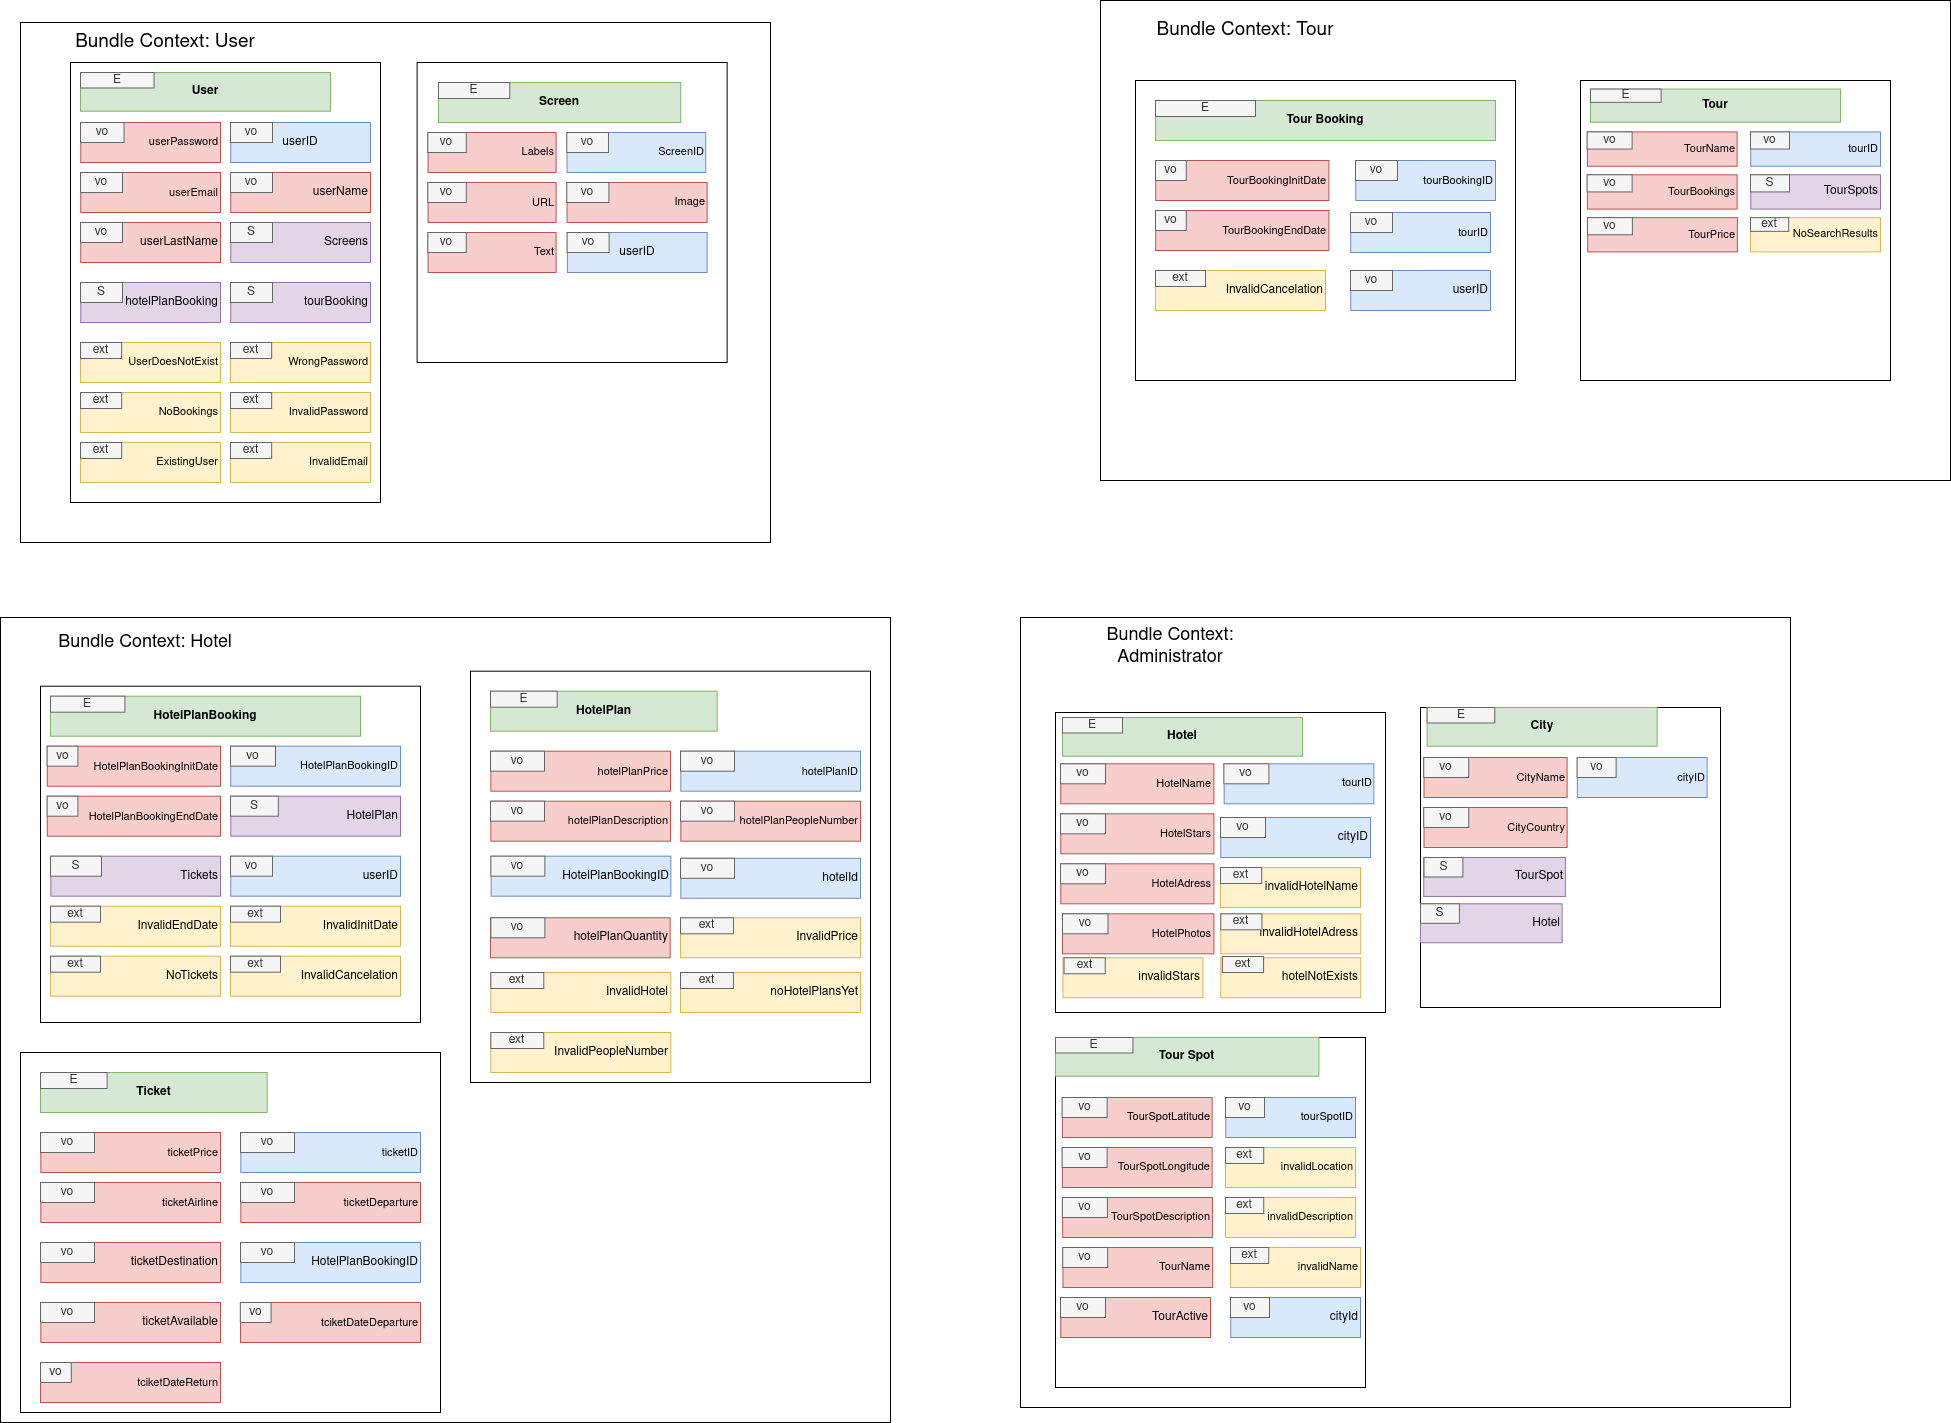 Bundle Context: User
E
User
vo
userPassword
vo
userID
vo
userEmail
vo
userName
vo
userLastName
S
Screens
S
hotelPlanBooking
S
tourBooking
ext
UserDoesNotExist
ext
WrongPassword
ext
NoBookings
ext
InvalidPassword
ext
ExistingUser
ext
InvalidEmail
E
Screen
vo
Labels
vo
ScreenID
vo
URL
vo
Image
vo
Text
vo
userID
Bundle Context: Tour
E
Tour Booking
vo
TourBookingInitDate
vo
tourBookingID
vo
TourBookingEndDate
vo
tourID
ext
InvalidCancelation
vo
userID
E
Tour
vo
TourName
vo
tourID
vo
TourBookings
S
TourSpots
vo
TourPrice
ext
NoSearchResults
Bundle Context: Hotel
E
HotelPlanBooking
vo
HotelPlanBookingInitDate
vo
HotelPlanBookingID
vo
HotelPlanBookingEndDate
S
HotelPlan
S
Tickets
vo
userID
ext
InvalidEndDate
ext
InvalidInitDate
ext
NoTickets
ext
InvalidCancelation
E
HotelPlan
vo
hotelPlanPrice
vo
hotelPlanID
vo
hotelPlanDescription
vo
hotelPlanPeopleNumber
vo
HotelPlanBookingID
vo
hotelId
vo
hotelPlanQuantity
ext
InvalidPrice
ext
InvalidHotel
ext
noHotelPlansYet
ext
InvalidPeopleNumber
E
Ticket
vo
ticketPrice
vo
ticketID
vo
ticketAirline
vo
ticketDeparture
vo
ticketDestination
vo
HotelPlanBookingID
vo
ticketAvailable
vo
tciketDateDeparture
vo
tciketDateReturn
Bundle Context:
Administrator
E
Hotel
vo
HotelName
vo
tourID
vo
HotelStars
vo
cityID
vo
HotelAdress
ext
invalidHotelName
vo
HotelPhotos
ext
invalidHotelAdress
ext
invalidStars
ext
hotelNotExists
E
City
vo
CityName
vo
cityID
vo
CityCountry
S
TourSpot
S
Hotel
E
Tour Spot
vo
TourSpotLatitude
vo
tourSpotID
vo
TourSpotLongitude
ext
invalidLocation
vo
TourSpotDescription
ext
invalidDescription
vo
TourName
ext
invalidName
vo
TourActive
vo
cityId